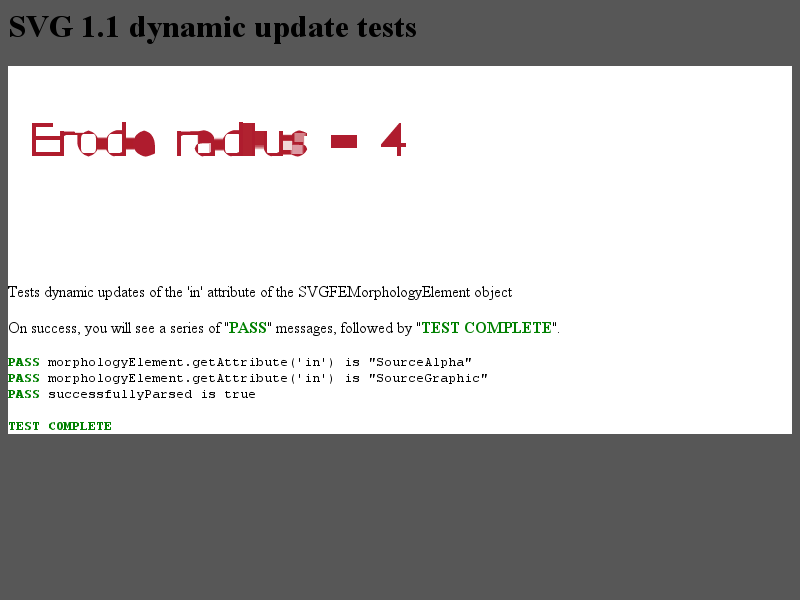 SVG 1.1 dynamic update tests
Erode radius = 4
Tests dynamic updates of the 'in' attribute of the SVGFEMorphologyElement object
On success, you will see a series of "PASS" messages, followed by "TEST COMPLETE".
PASS morphologyElement.getAttribute('in') is "SourceAlpha"
PASS morphologyElement.getAttribute('in') is "SourceGraphic"
PASS successfullyParsed is true
TEST COMPLETE